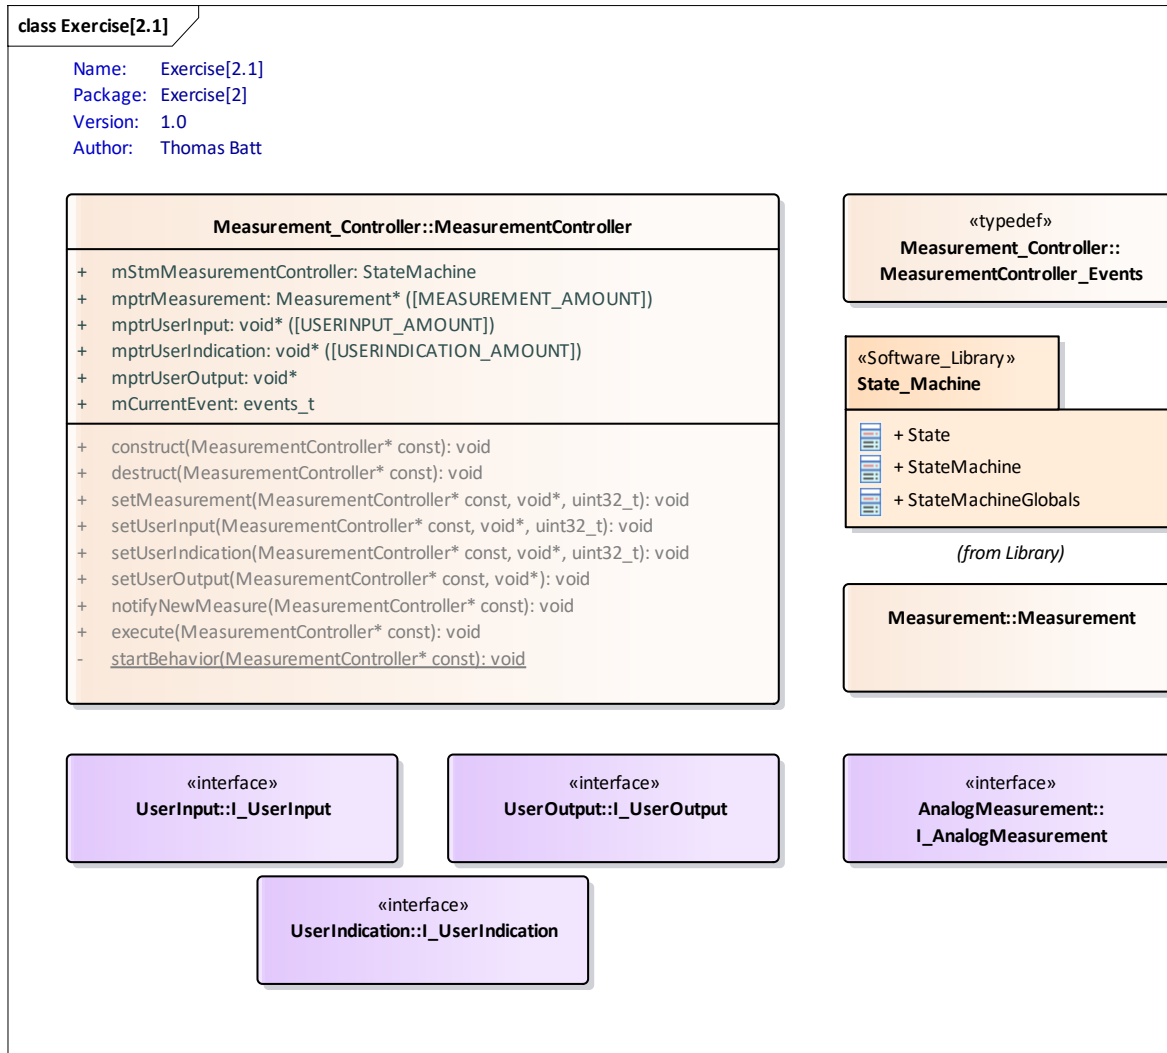 class Exercise[2.1]
Name: Exercise[2.1]
Package: Exercise[2]
Version: 1.0
Author: Thomas Batt
Measurement_Controller::MeasurementController
+ mStmMeasurementController: StateMachine
+ mptrMeasurement: Measurement* ([MEASUREMENT_AMOUNT])
+ mptrUserInput: void* ([USERINPUT_AMOUNT])
+ mptrUserIndication: void* ([USERINDICATION_AMOUNT])
+ mptrUserOutput: void*
+ mCurrentEvent: events_t
+ construct(MeasurementController* const): void
+ destruct(MeasurementController* const): void
+ setMeasurement(MeasurementController* const, void*, uint32_t): void
+ setUserInput(MeasurementController* const, void*, uint32_t): void
+ setUserIndication(MeasurementController* const, void*, uint32_t): void
+ setUserOutput(MeasurementController* const, void*): void
+ notifyNewMeasure(MeasurementController* const): void
+ execute(MeasurementController* const): void
- startBehavior(MeasurementController* const): void
«typedef»
Measurement_Controller::
MeasurementController_Events
«Software_Library»
State_Machine
+ State
+ StateMachine
+ StateMachineGlobals
(from Library)
Measurement::Measurement
«interface»
UserInput::I_UserInput
«interface»
UserOutput::I_UserOutput
«interface»
AnalogMeasurement::
I_AnalogMeasurement
«interface»
UserIndication::I_UserIndication